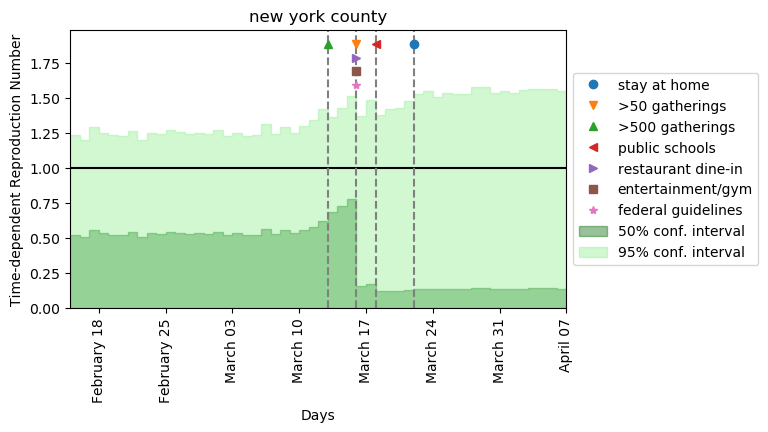 new york county
Time-dependent Reproduction Number
1.75
1.50
1.25
1.00
0.75
0.50
0.25
0.00
February 18
February 25
March 03
March 10
March 17
March 24
March 31
April 07
Days
stay at home
>50 gatherings
>500 gatherings
public schools
restaurant dine-in
entertainment/gym
federal guidelines
50% conf. interval
95% conf. interval